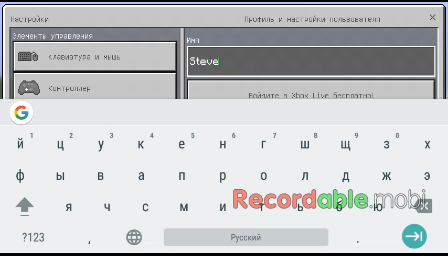 Настройки
Профиль и настройки пользователя
Элементы управления
Клавиатура и мышь
Контроллер
Имя
Steve
Войдите в Xbox Live бесплатно!
й 1 ц 2 у 3 к 4 е 5 н 6 г 7 ш 8 щ 9 з 0 х
ф ы в а п р о л д ж э
я ч с м и т ь б ю
Recordable.mobi
?123 , Русский .